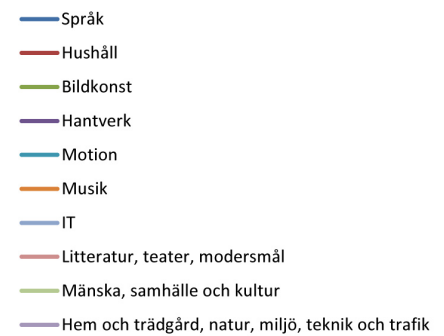 Språk
Hushåll
Bildkonst
Hantverk
Motion
Musik
IT
Litteratur, teater, modersmål
Mänska, samhälle och kultur
Hem och trädgård, natur, miljö, teknik och trafik